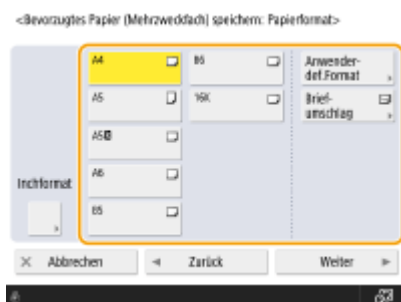 <Bevorzugtes Papier (Mehrzweckfach) speichern: Papierformat>
A4
B6
Anwender-
def.Format
A5
16K
Brief-
umschlag
A5R
A6
Inchformat
B5
Abbrechen
Zurück
Weiter